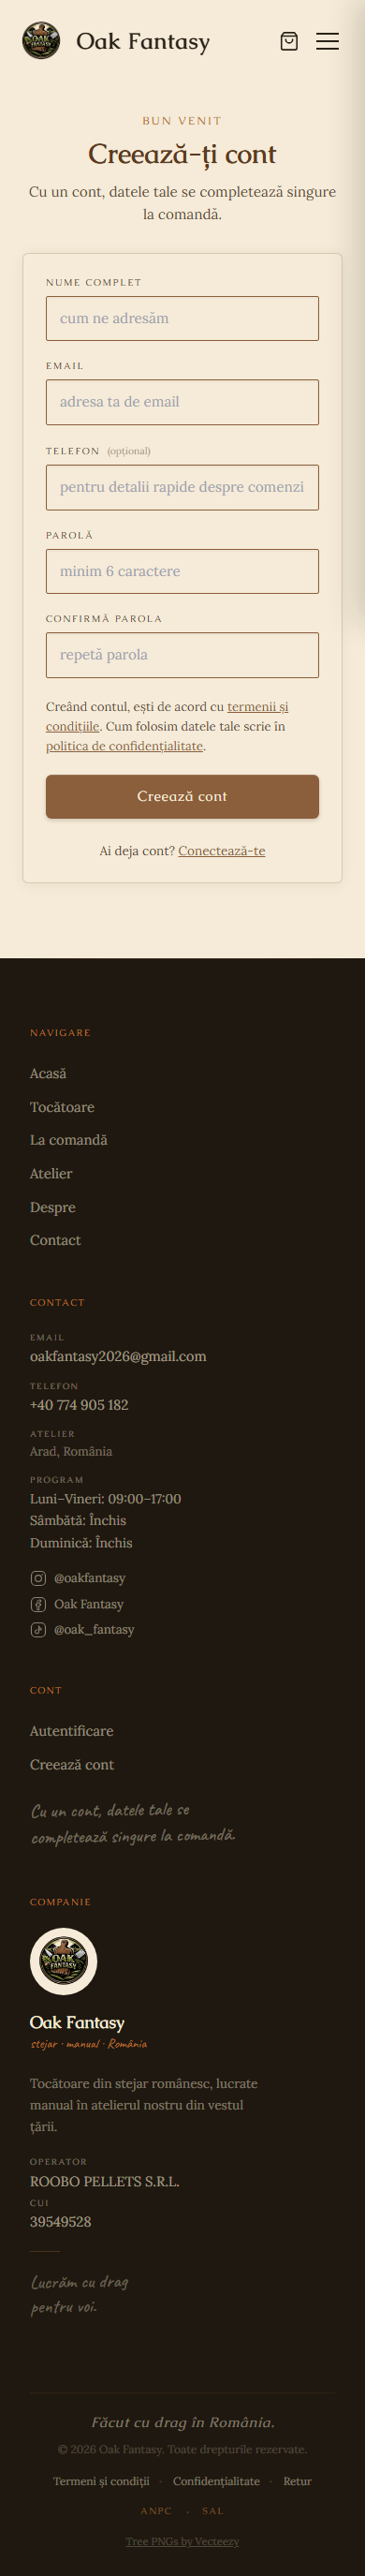 Oak Fantasy
BUN VENIT
Creează-ți cont
Cu un cont, datele tale se completează singure
la comandă.
NUME COMPLET
cum ne adresăm
EMAIL
adresa ta de email
TELEFON (opțional)
pentru detalii rapide despre comenzi
PAROLĂ
minim 6 caractere
CONFIRMĂ PAROLA
repetă parola
Creând contul, ești de acord cu termenii și
condițiile. Cum folosim datele tale scrie în
politica de confidențialitate.
Creează cont
Ai deja cont? Conectează-te
NAVIGARE
Acasă
Tocătoare
La comandă
Atelier
Despre
Contact
CONTACT
EMAIL
oakfantasy2026@gmail.com
TELEFON
+40 774 905 182
ATELIER
Arad, România
PROGRAM
Luni–Vineri: 09:00–17:00
Sâmbătă: Închis
Duminică: Închis
@oakfantasy
Oak Fantasy
@oak_fantasy
CONT
Autentificare
Creează cont
Cu un cont, datele tale se
completează singure la comandă.
COMPANIE
OAK
FANTASY
Oak Fantasy
stejar · manual · România
Tocătoare din stejar românesc, lucrate
manual în atelierul nostru din vestul
țării.
OPERATOR
ROOBO PELLETS S.R.L.
CUI
39549528
Lucrăm cu drag
pentru voi.
Făcut cu drag în România.
© 2026 Oak Fantasy. Toate drepturile rezervate.
Termeni și condiții · Confidențialitate · Retur
ANPC · SAL
Tree PNGs by Vecteezy